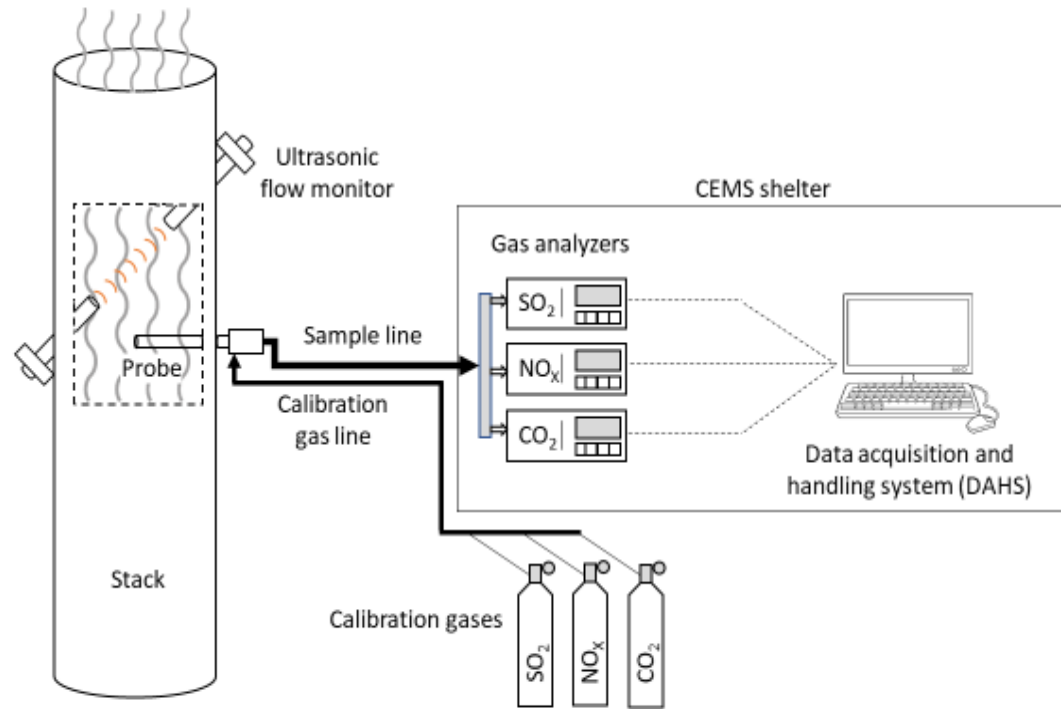 Ultrasonic
flow monitor
CEMS shelter
Gas analyzers
SO₂
NOₓ
CO₂
Sample line
Probe
Calibration
gas line
Data acquisition and
handling system (DAHS)
Stack
Calibration gases
SO₂
NOₓ
CO₂